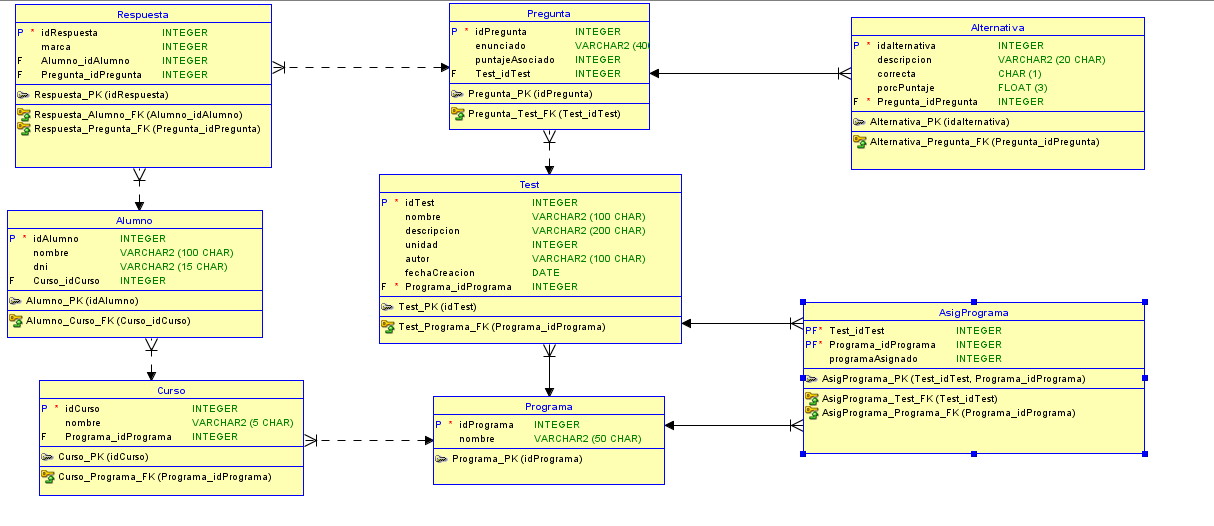 Respuesta
P * idRespuesta INTEGER
marca INTEGER
F Alumno_idAlumno INTEGER
F Pregunta_idPregunta INTEGER
Respuesta_PK (idRespuesta)
Respuesta_Alumno_FK (Alumno_idAlumno)
Respuesta_Pregunta_FK (Pregunta_idPregunta)
Pregunta
P * idPregunta INTEGER
enunciado VARCHAR2 (400
puntajeAsociado INTEGER
F Test_idTest INTEGER
Pregunta_PK (idPregunta)
Pregunta_Test_FK (Test_idTest)
Alternativa
P * idalternativa INTEGER
descripcion VARCHAR2 (20 CHAR)
correcta CHAR (1)
porcPuntaje FLOAT (3)
F * Pregunta_idPregunta INTEGER
Alternativa_PK (idalternativa)
Alternativa_Pregunta_FK (Pregunta_idPregunta)
Alumno
P * idAlumno INTEGER
nombre VARCHAR2 (100 CHAR)
dni VARCHAR2 (15 CHAR)
F Curso_idCurso INTEGER
Alumno_PK (idAlumno)
Alumno_Curso_FK (Curso_idCurso)
Test
P * idTest INTEGER
nombre VARCHAR2 (100 CHAR)
descripcion VARCHAR2 (200 CHAR)
unidad INTEGER
autor VARCHAR2 (100 CHAR)
fechaCreacion DATE
F * Programa_idPrograma INTEGER
Test_PK (idTest)
Test_Programa_FK (Programa_idPrograma)
AsigPrograma
PF* Test_idTest INTEGER
PF* Programa_idPrograma INTEGER
programaAsignado INTEGER
AsigPrograma_PK (Test_idTest, Programa_idPrograma)
AsigPrograma_Test_FK (Test_idTest)
AsigPrograma_Programa_FK (Programa_idPrograma)
Curso
P * idCurso INTEGER
nombre VARCHAR2 (5 CHAR)
F Programa_idPrograma INTEGER
Curso_PK (idCurso)
Curso_Programa_FK (Programa_idPrograma)
Programa
P * idPrograma INTEGER
nombre VARCHAR2 (50 CHAR)
Programa_PK (idPrograma)